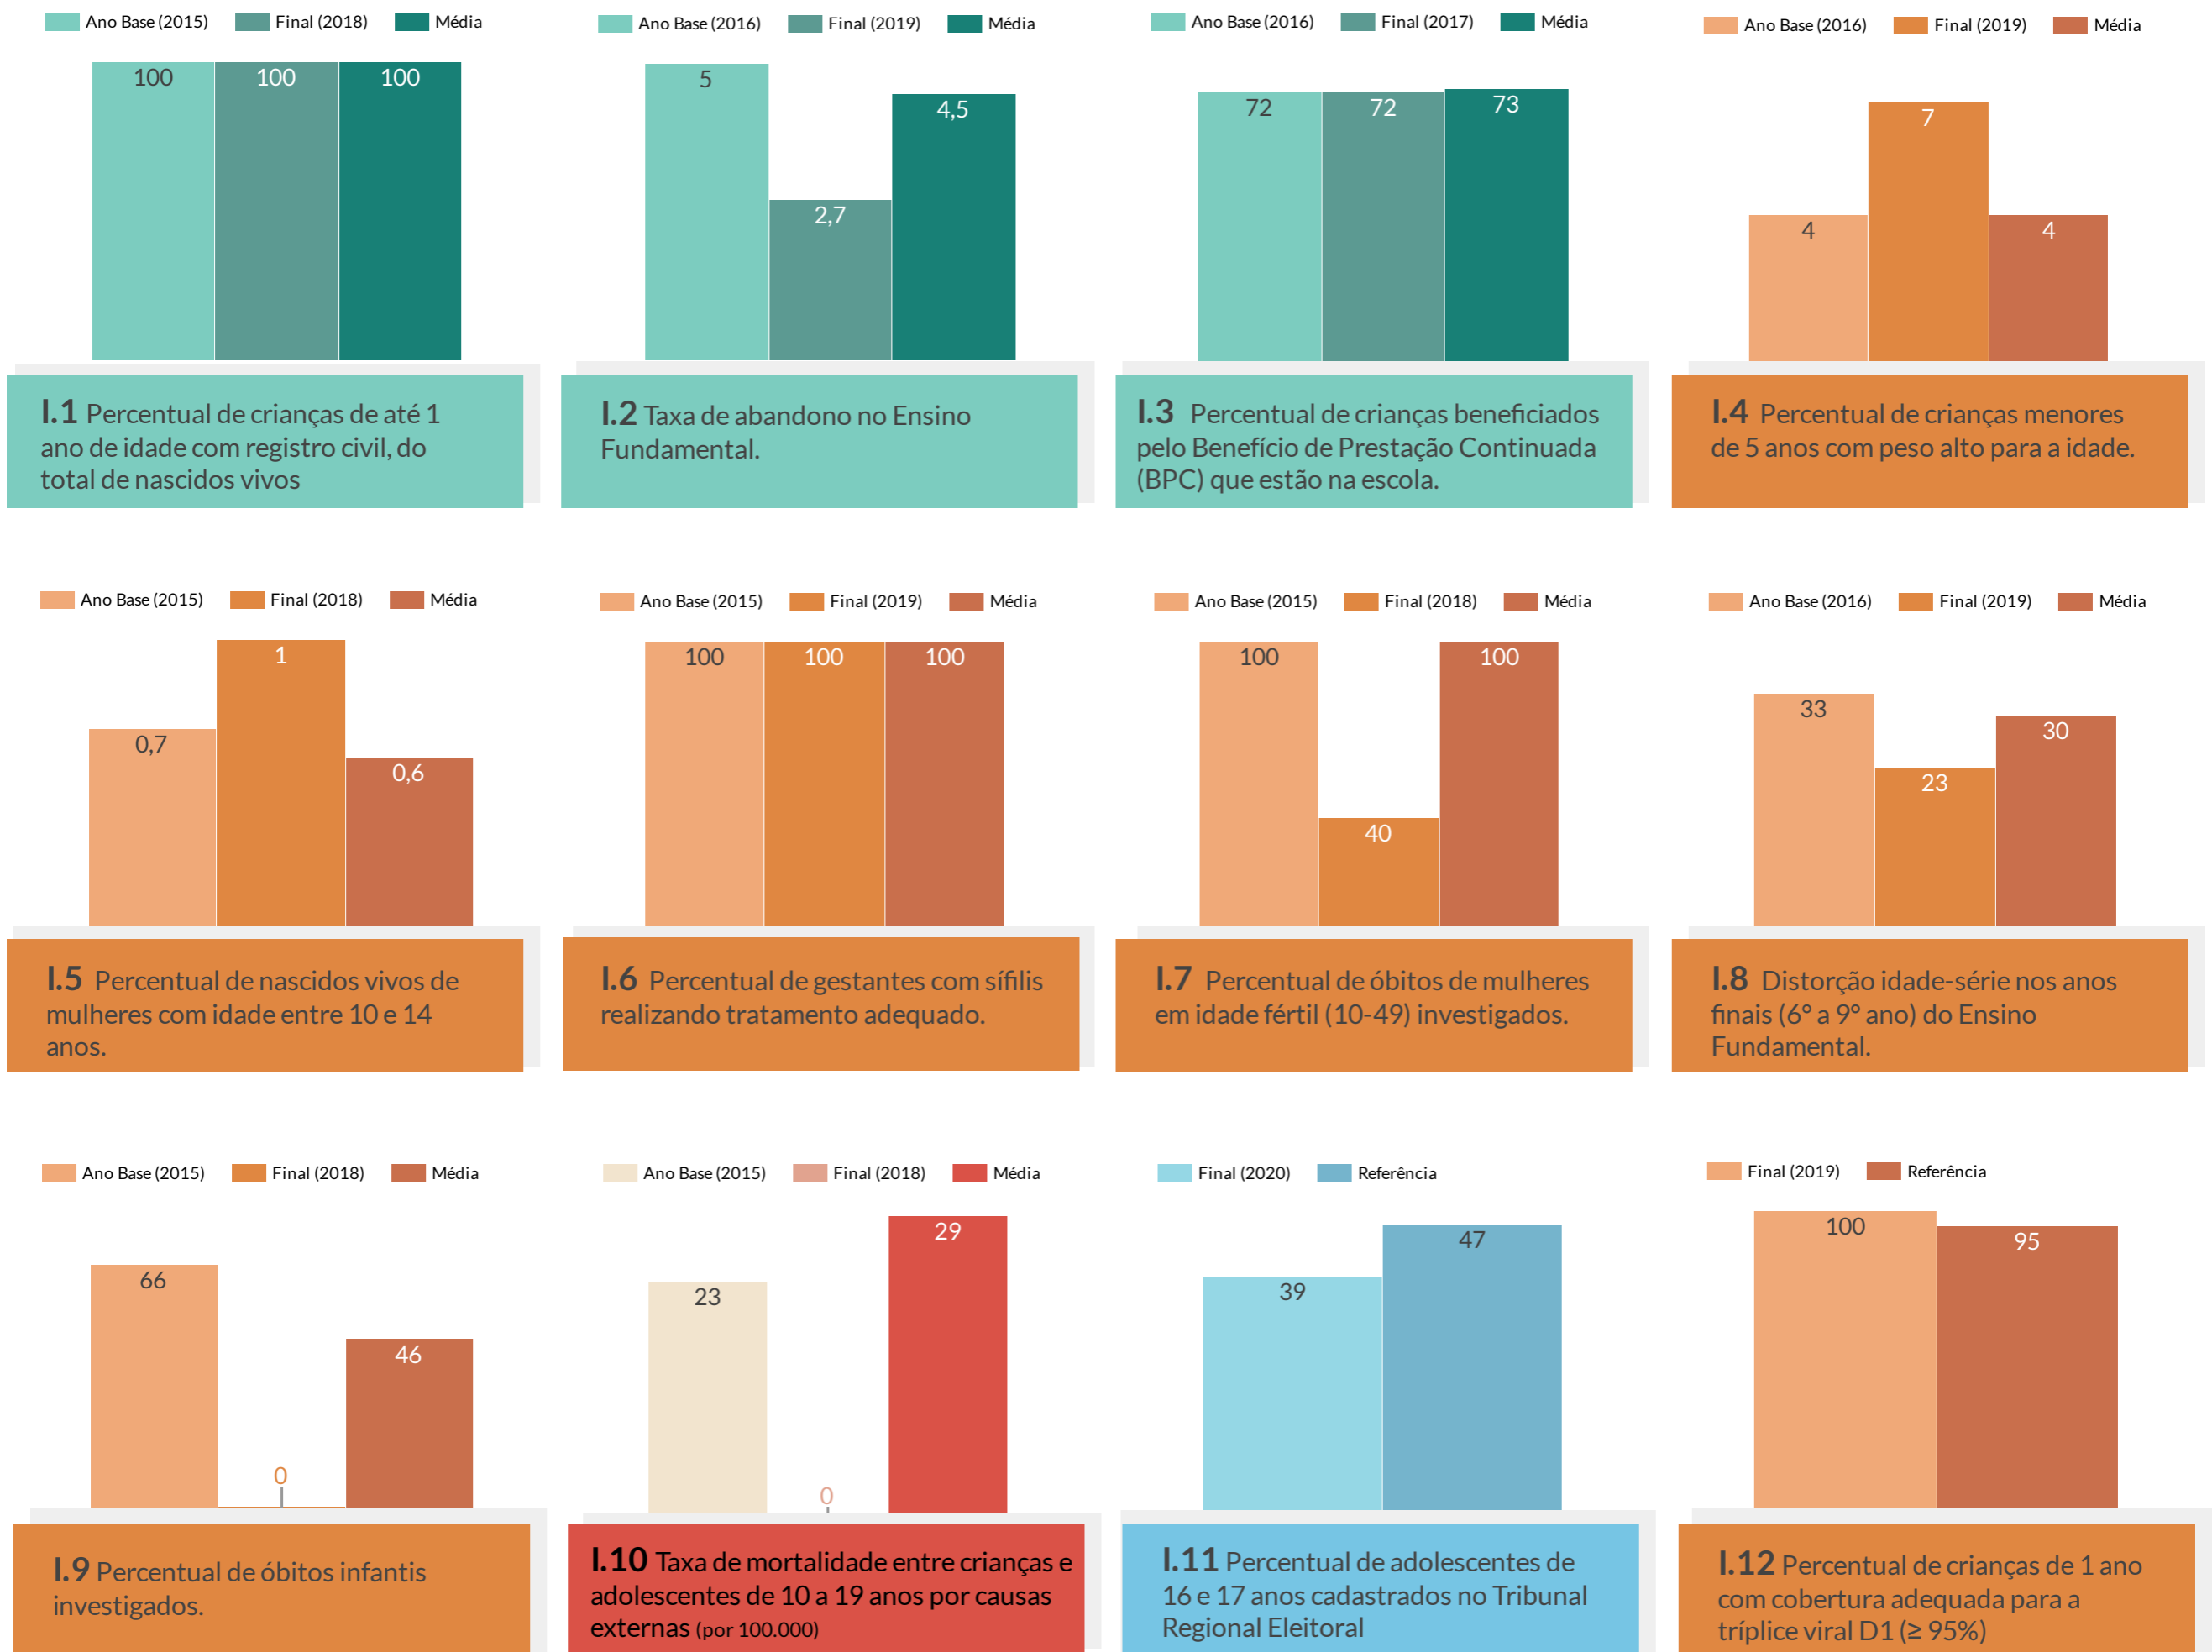 Ano Base (2015) Final (2018) Média
100 100 100
I.1 Percentual de crianças de até 1
ano de idade com registro civil, do
total de nascidos vivos
Ano Base (2016) Final (2019) Média
5 2,7 4,5
I.2 Taxa de abandono no Ensino
Fundamental.
Ano Base (2016) Final (2017) Média
72 72 73
I.3 Percentual de crianças beneficiados
pelo Benefício de Prestação Continuada
(BPC) que estão na escola.
Ano Base (2016) Final (2019) Média
4 7 4
I.4 Percentual de crianças menores
de 5 anos com peso alto para a idade.
Ano Base (2015) Final (2018) Média
0,7 1 0,6
I.5 Percentual de nascidos vivos de
mulheres com idade entre 10 e 14
anos.
Ano Base (2015) Final (2019) Média
100 100 100
I.6 Percentual de gestantes com sífilis
realizando tratamento adequado.
Ano Base (2015) Final (2018) Média
100 40 100
I.7 Percentual de óbitos de mulheres
em idade fértil (10-49) investigados.
Ano Base (2016) Final (2019) Média
33 23 30
I.8 Distorção idade-série nos anos
finais (6° a 9° ano) do Ensino
Fundamental.
Ano Base (2015) Final (2018) Média
66 0 46
I.9 Percentual de óbitos infantis
investigados.
Ano Base (2015) Final (2018) Média
23 0 29
I.10 Taxa de mortalidade entre crianças e
adolescentes de 10 a 19 anos por causas
externas (por 100.000)
Final (2020) Referência
39 47
I.11 Percentual de adolescentes de
16 e 17 anos cadastrados no Tribunal
Regional Eleitoral
Final (2019) Referência
100 95
I.12 Percentual de crianças de 1 ano
com cobertura adequada para a
tríplice viral D1 (≥ 95%)